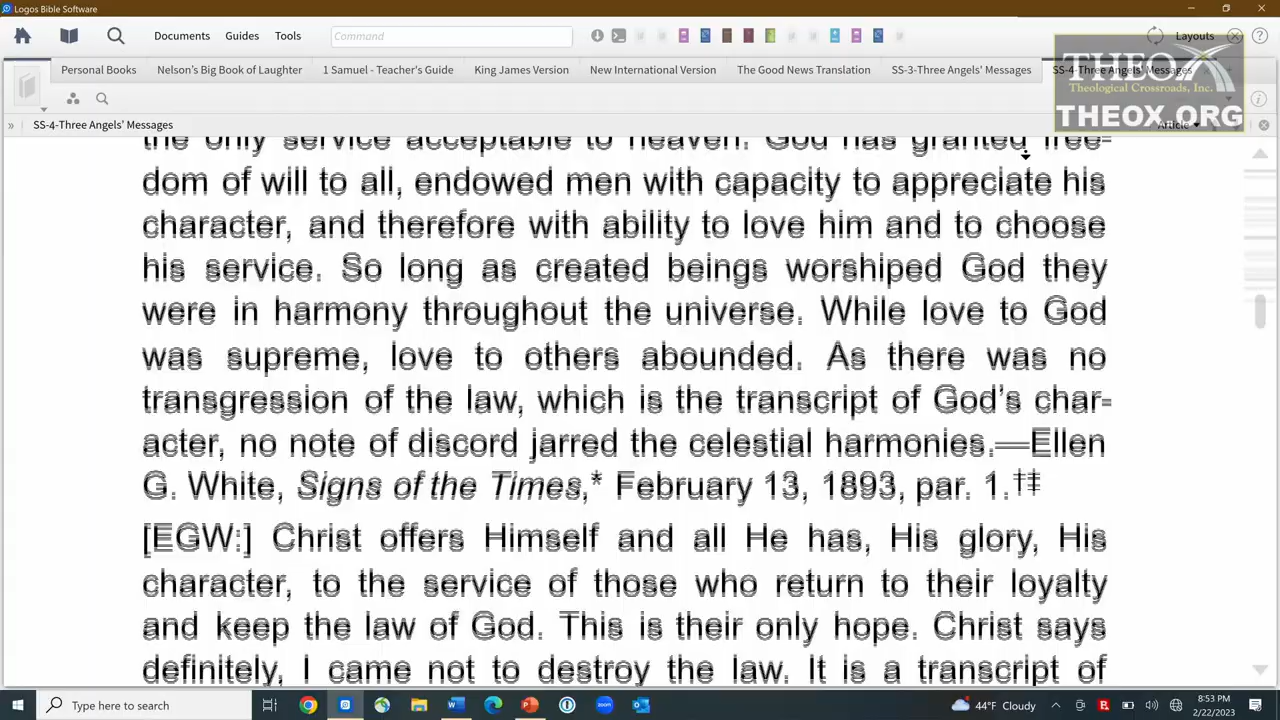 Logos Bible Software
Documents Guides Tools Command Layouts
Personal Books Nelson's Big Book of Laughter 1 Samuel King James Version New International Version The Good News Translation SS-3-Three Angels' Messages SS-4-Three Angels' Messages
THEOX
Theological Crossroads, Inc.
THEOX.ORG
SS-4-Three Angels' Messages Article
the only service acceptable to heaven. God has granted free-
dom of will to all, endowed men with capacity to appreciate his
character, and therefore with ability to love him and to choose
his service. So long as created beings worshiped God they
were in harmony throughout the universe. While love to God
was supreme, love to others abounded. As there was no
transgression of the law, which is the transcript of God's char-
acter, no note of discord jarred the celestial harmonies.—Ellen
G. White, Signs of the Times,* February 13, 1893, par. 1.†‡
[EGW:] Christ offers Himself and all He has, His glory, His
character, to the service of those who return to their loyalty
and keep the law of God. This is their only hope. Christ says
definitely, I came not to destroy the law. It is a transcript of
Type here to search 44°F Cloudy 8:53 PM
2/22/2023